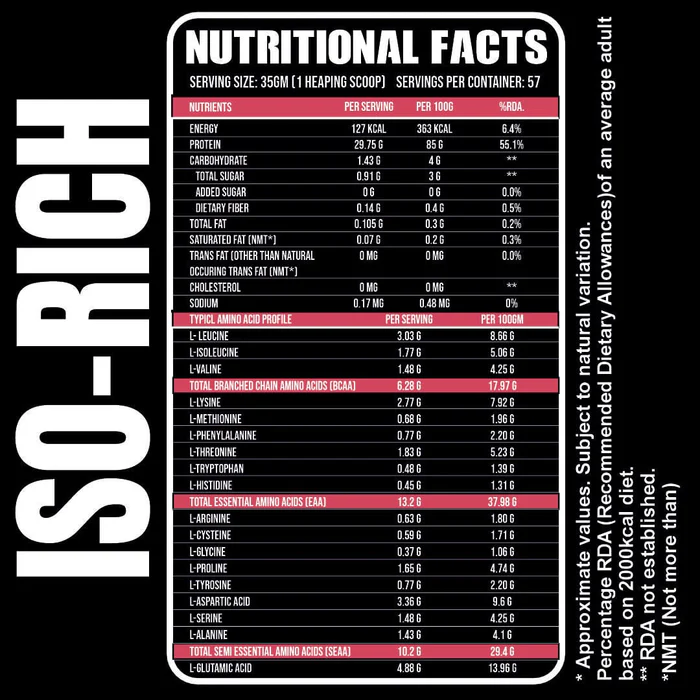 ISO-RICH
NUTRITIONAL FACTS
SERVING SIZE: 35GM (1 HEAPING SCOOP) SERVINGS PER CONTAINER: 57
NUTRIENTS PER SERVING PER 100G %RDA.
ENERGY 127 KCAL 363 KCAL 6.4%
PROTEIN 29.75 G 85 G 55.1%
CARBOHYDRATE 1.43 G 4 G **
TOTAL SUGAR 0.91 G 3 G **
ADDED SUGAR 0 G 0 G 0.0%
DIETARY FIBER 0.14 G 0.4 G 0.5%
TOTAL FAT 0.105 G 0.3 G 0.2%
SATURATED FAT (NMT*) 0.07 G 0.2 G 0.3%
TRANS FAT (OTHER THAN NATURAL 0 MG 0 MG 0.0%
OCCURING TRANS FAT (NMT*)
CHOLESTEROL 0 MG 0 MG **
SODIUM 0.17 MG 0.48 MG 0%
TYPICL AMINO ACID PROFILE PER SERVING PER 100GM
L- LEUCINE 3.03 G 8.66 G
L-ISOLEUCINE 1.77 G 5.06 G
L-VALINE 1.48 G 4.25 G
TOTAL BRANCHED CHAIN AMINO ACIDS (BCAA) 6.28 G 17.97 G
L-LYSINE 2.77 G 7.92 G
L-METHIONINE 0.68 G 1.96 G
L-PHENYLALANINE 0.77 G 2.20 G
L-THREONINE 1.83 G 5.23 G
L-TRYPTOPHAN 0.48 G 1.39 G
L-HISTIDINE 0.45 G 1.31 G
TOTAL ESSENTIAL AMINO ACIDS (EAA) 13.2 G 37.98 G
L-ARGININE 0.63 G 1.80 G
L-CYSTEINE 0.59 G 1.71 G
L-GLYCINE 0.37 G 1.06 G
L-PROLINE 1.65 G 4.74 G
L-TYROSINE 0.77 G 2.20 G
L-ASPARTIC ACID 3.36 G 9.6 G
L-SERINE 1.48 G 4.25 G
L-ALANINE 1.43 G 4.1 G
TOTAL SEMI ESSENTIAL AMINO ACIDS (SEAA) 10.2 G 29.4 G
L-GLUTAMIC ACID 4.88 G 13.96 G
* Approximate values. Subject to natural variation.
Percentage RDA (Recommended Dietary Allowances)of an average adult
based on 2000kcal diet.
** RDA not established.
*NMT (Not more than)